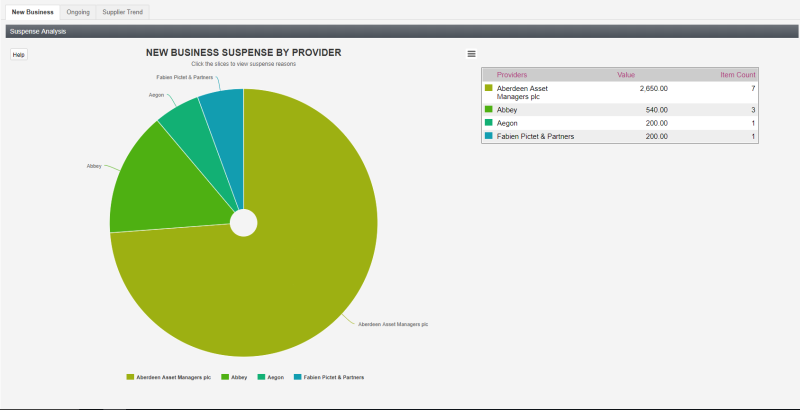 New Business Ongoing Supplier Trend
Suspense Analysis
Help
NEW BUSINESS SUSPENSE BY PROVIDER
Click the slices to view suspense reasons
Fabien Pictet & Partners
Aegon
Abbey
Aberdeen Asset Managers plc
Aberdeen Asset Managers plc Abbey Aegon Fabien Pictet & Partners
Providers Value Item Count
Aberdeen Asset 2,650.00 7
Managers plc
Abbey 540.00 3
Aegon 200.00 1
Fabien Pictet & Partners 200.00 1